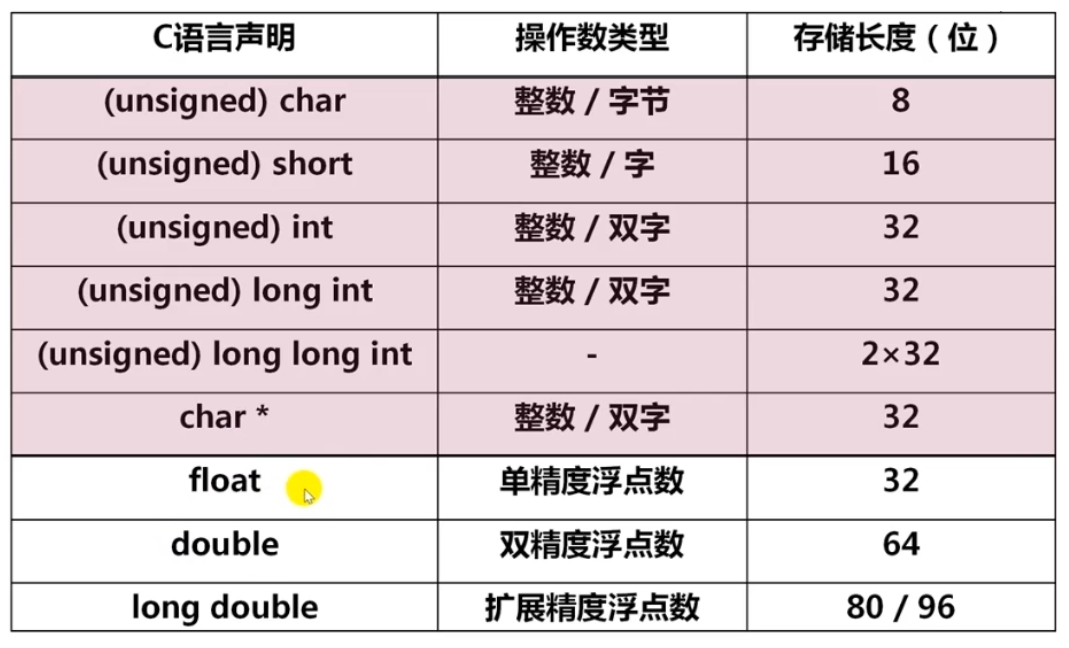 C语言声明 操作数类型 存储长度（位）
(unsigned) char 整数 / 字节 8
(unsigned) short 整数 / 字 16
(unsigned) int 整数 / 双字 32
(unsigned) long int 整数 / 双字 32
(unsigned) long long int - 2×32
char * 整数 / 双字 32
float 单精度浮点数 32
double 双精度浮点数 64
long double 扩展精度浮点数 80 / 96